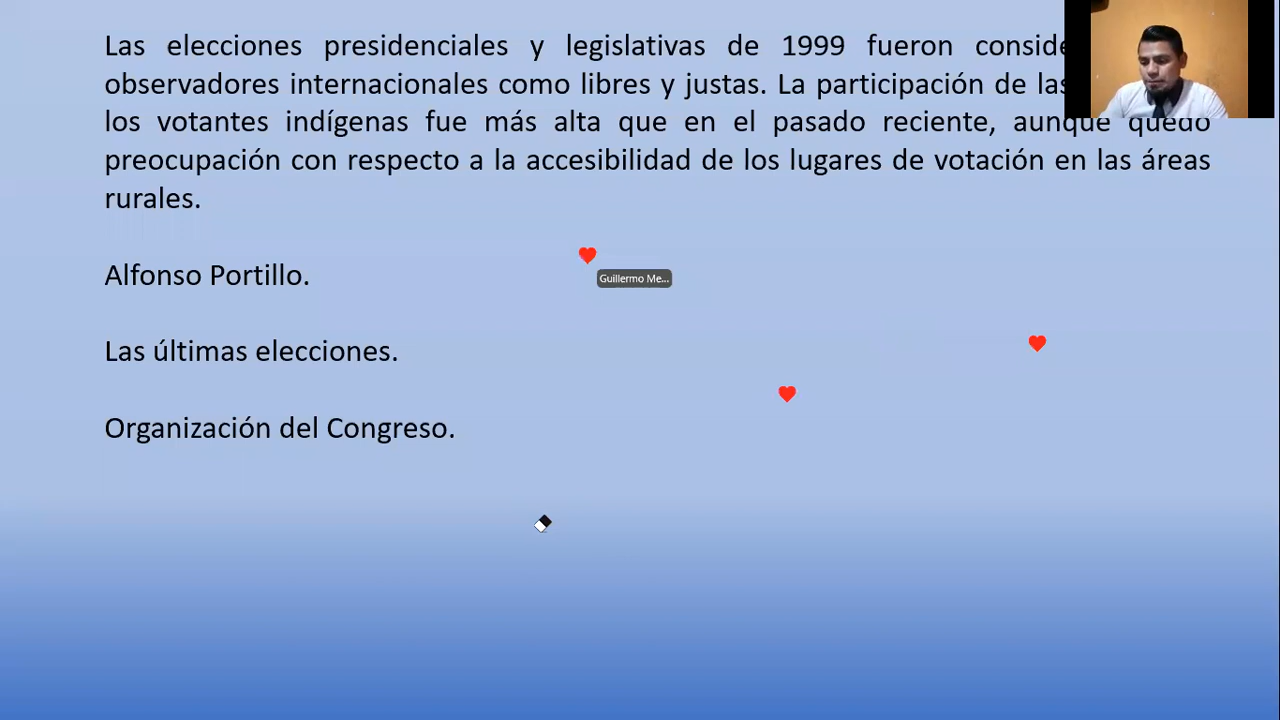 Las elecciones presidenciales y legislativas de 1999 fueron
observadores internacionales como libres y justas. La participación de
los votantes indígenas fue más alta que en el pasado reciente, aunque quedó
preocupación con respecto a la accesibilidad de los lugares de votación en las áreas
rurales.
Alfonso Portillo.
Guillermo Me...
Las últimas elecciones.
Organización del Congreso.